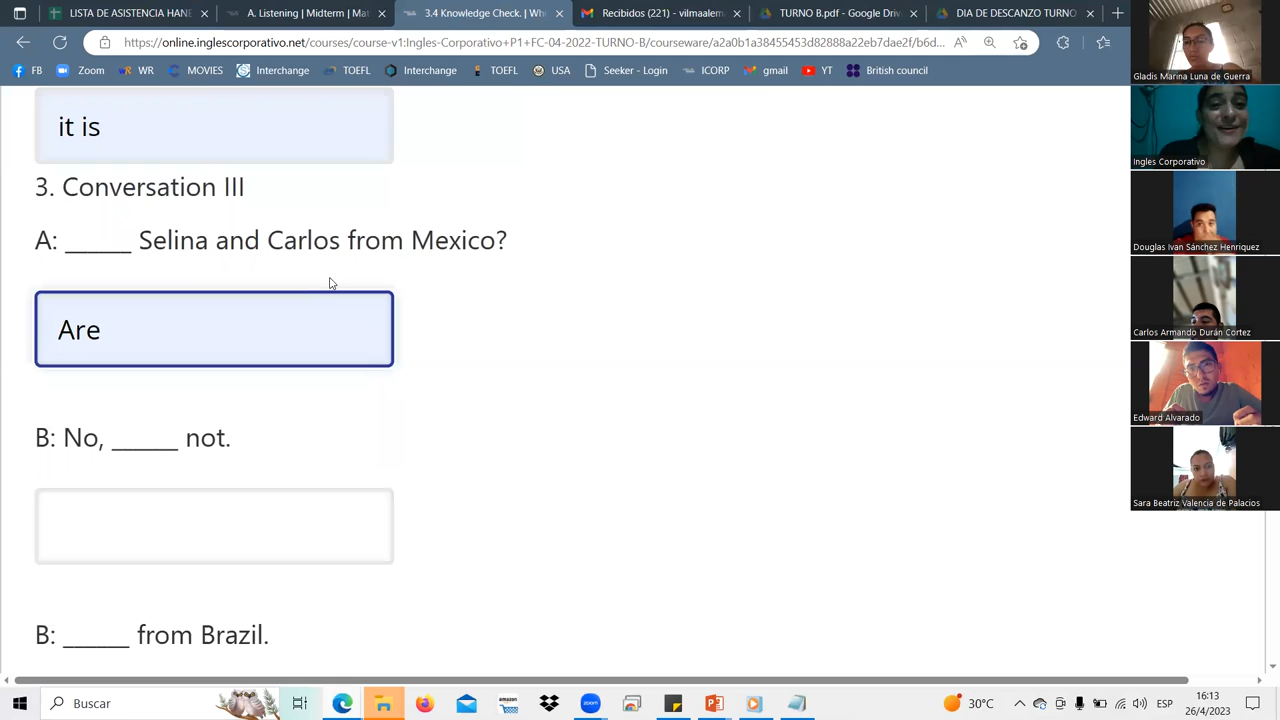 LISTA DE ASISTENCIA HANE
A. Listening | Midterm | Mat
3.4 Knowledge Check. | Wh
Recibidos (221) - vilmaalem
TURNO B.pdf - Google Driv
DIA DE DESCANZO TURNO
https://online.inglescorporativo.net/courses/course-v1:Ingles-Corporativo+P1+FC-04-2022-TURNO-B/courseware/a2a0b1a38455453d82888a22eb7dae2f/b6d...
FB Zoom WR MOVIES Interchange TOEFL Interchange TOEFL USA Seeker - Login ICORP gmail YT British council
it is
3. Conversation III
A: ______ Selina and Carlos from Mexico?
Are
B: No, ______ not.
B: ______ from Brazil.
Gladis Marina Luna de Guerra
Ingles Corporativo
Douglas Ivan Sánchez Henriquez
Carlos Armando Durán Cortez
Edward Alvarado
Sara Beatriz Valencia de Palacios
Buscar
30°C
ESP
16:13
26/4/2023